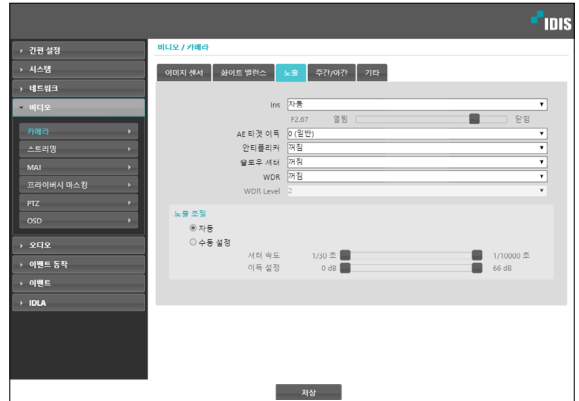 IDIS
간편 설정
시스템
네트워크
비디오
카메라
스트리밍
MAI
프라이버시 마스킹
PTZ
OSD
오디오
이벤트 동작
이벤트
IDLA
비디오 / 카메라
이미지 센서 화이트 밸런스 노출 주간/야간 기타
Iris 자동
F2.67 열림 닫힘
AE 타겟 이득 0 (일반)
안티플리커 꺼짐
슬로우 셔터 꺼짐
WDR 꺼짐
WDR Level 2
노출 조절
자동
수동 설정
셔터 속도 1/30 초 1/10000 초
이득 설정 0 dB 66 dB
저장